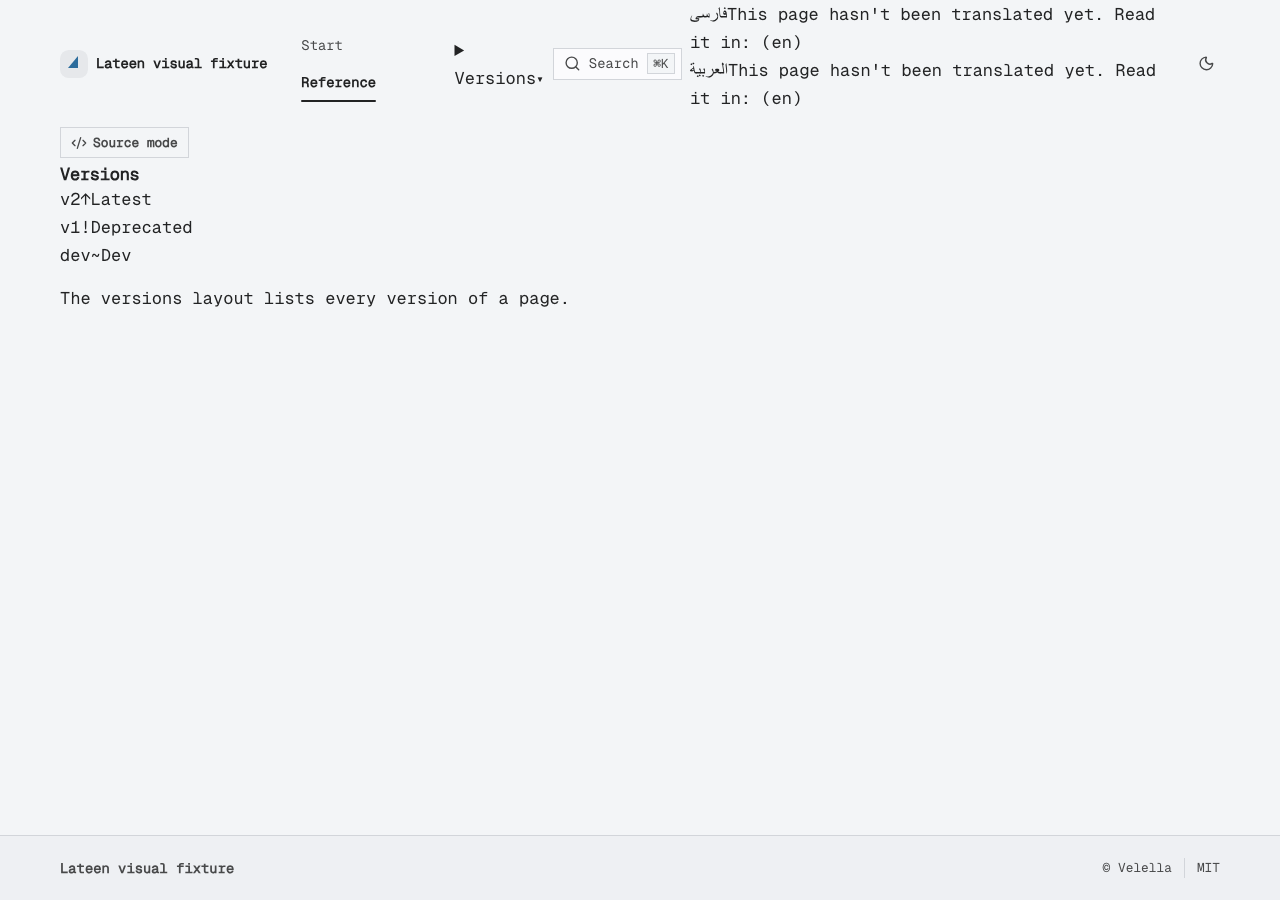 Lateen visual fixture
Start
Reference
▶
Versions▾
Search ⌘K
فارسیThis page hasn't been translated yet. Read
it in: (en)
العربيةThis page hasn't been translated yet. Read
it in: (en)
Source mode
Versions
v2↑Latest
v1!Deprecated
dev~Dev
The versions layout lists every version of a page.
Lateen visual fixture
© Velella
MIT